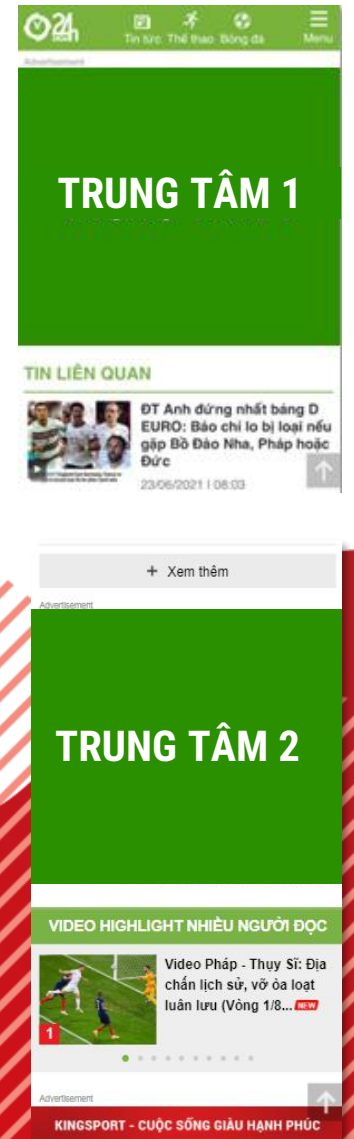 24h
Tin tức Thể thao Bóng đá Menu
Advertisement
TRUNG TÂM 1
TIN LIÊN QUAN
ĐT Anh đứng nhất bảng D
EURO: Báo chí lo bị loại nếu
gặp Bồ Đào Nha, Pháp hoặc
Đức
23/06/2021 | 08:03
+ Xem thêm
Advertisement
TRUNG TÂM 2
VIDEO HIGHLIGHT NHIỀU NGƯỜI ĐỌC
Video Pháp - Thụy Sĩ: Địa
chấn lịch sử, vỡ òa loạt
luân lưu (Vòng 1/8... NEW
1
Advertisement
KINGSPORT - CUỘC SỐNG GIÀU HẠNH PHÚC